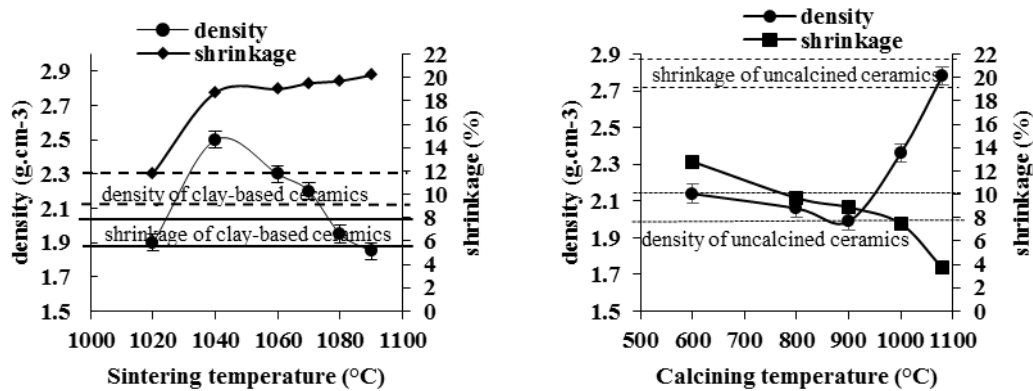 density
shrinkage
density (g.cm-3)
2.9
2.7
2.5
2.3
2.1
1.9
1.7
1.5
22
20
18
16
14
12
10
8
6
4
2
0
shrinkage (%)
density of clay-based ceramics
shrinkage of clay-based ceramics
1000 1020 1040 1060 1080 1100
Sintering temperature (°C)
density
shrinkage
density (g.cm-3)
2.9
2.7
2.5
2.3
2.1
1.9
1.7
1.5
22
20
18
16
14
12
10
8
6
4
2
0
shrinkage (%)
shrinkage of uncalcined ceramics
density of uncalcined ceramics
500 600 700 800 900 1000 1100
Calcining temperature (°C)